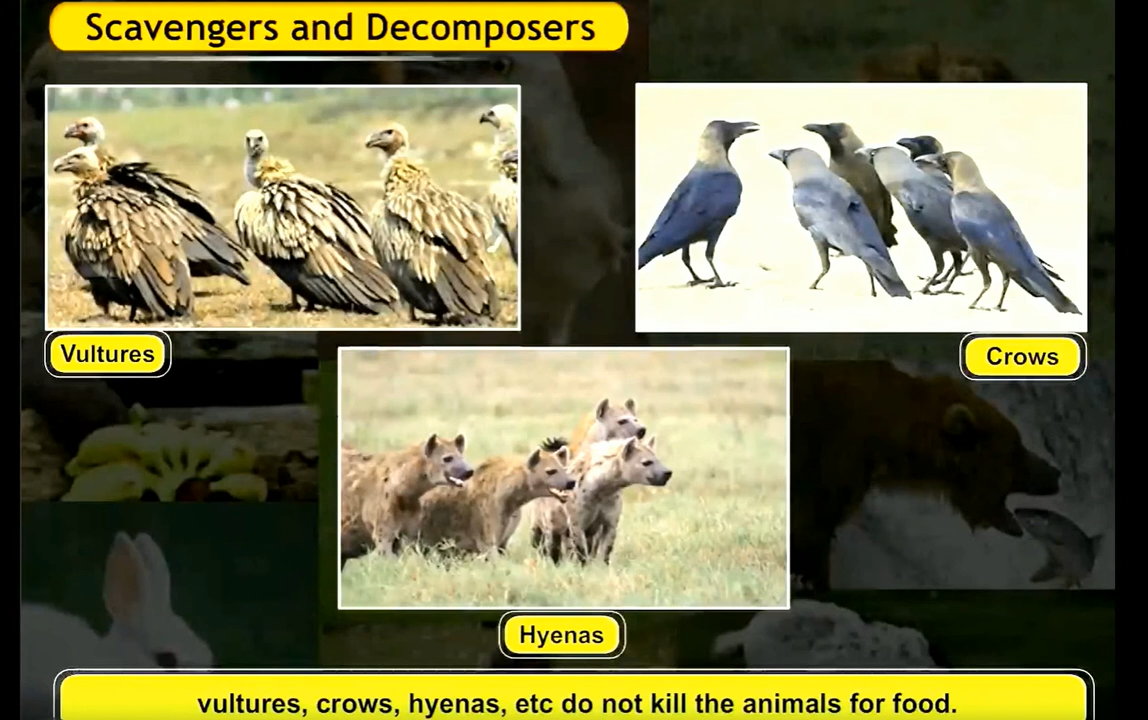 Scavengers and Decomposers
Vultures
Crows
Hyenas
vultures, crows, hyenas, etc do not kill the animals for food.